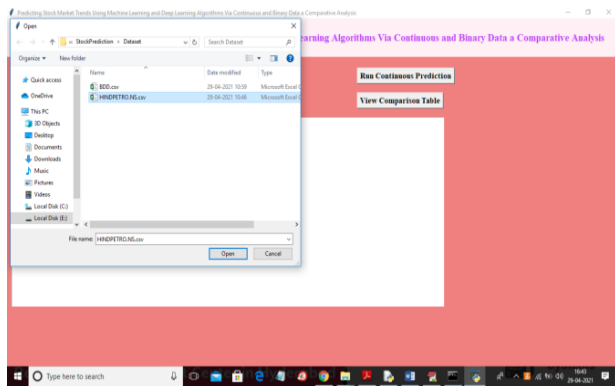 Predicting Stock Market Trends Using Machine Learning and Deep Learning Algorithms Via Continuous and Binary Data a Comparative Analysis
Open
StockPrediction > Dataset
Search Dataset
earning Algorithms Via Continuous and Binary Data a Comparative Analysis
Organize
New folder
Name
Date modified
Type
Quick access
OneDrive
This PC
3D Objects
Desktop
Documents
Downloads
Music
Pictures
Videos
Local Disk (C:)
Local Disk (E:)
BDD.csv
29-04-2021 10:59
Microsoft Excel C
HINDPETRO.NS.csv
29-04-2021 10:46
Microsoft Excel C
Run Continuous Prediction
View Comparison Table
File name:
HINDPETRO.NS.csv
Open
Cancel
Type here to search
16:43
29-04-2021